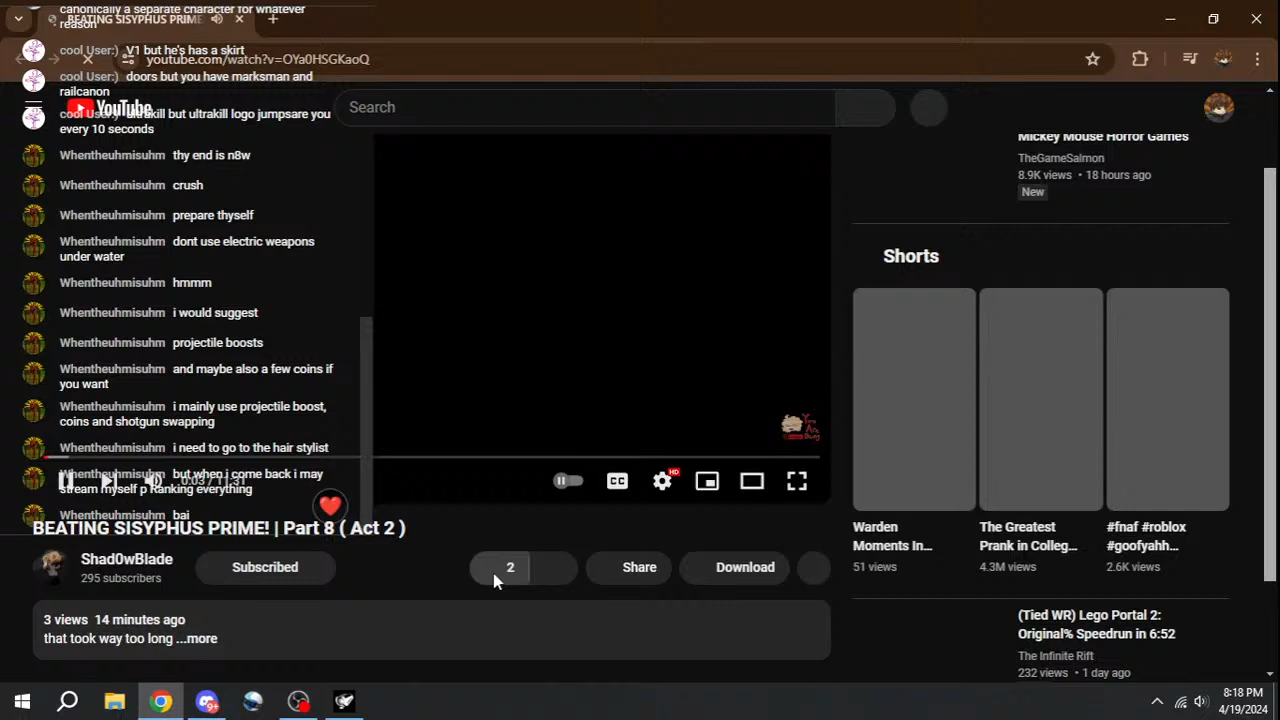 canonically a separate character for whatever
reason
BEATING SISYPHUS PRIME
cool User:) V1 but he's has a skirt
youtube.com/watch?v=OYa0HSGKaoQ
cool User:) doors but you have marksman and
railcanon
YouTube
Search
cool User:) ultrakill but ultrakill logo jumpsare you
every 10 seconds
Whentheuhmisuhm thy end is n8w
Whentheuhmisuhm crush
Whentheuhmisuhm prepare thyself
Whentheuhmisuhm dont use electric weapons
under water
Whentheuhmisuhm hmmm
Whentheuhmisuhm i would suggest
Whentheuhmisuhm projectile boosts
Whentheuhmisuhm and maybe also a few coins if
you want
Whentheuhmisuhm i mainly use projectile boost,
coins and shotgun swapping
Whentheuhmisuhm i need to go to the hair stylist
Whentheuhmisuhm but when i come back i may
stream myself p Ranking everything
Whentheuhmisuhm bai
0:03 / 11:31
You
Are
CC
HD
BEATING SISYPHUS PRIME! | Part 8 ( Act 2 )
Shad0wBlade
295 subscribers
Subscribed
2
Share
Download
3 views 14 minutes ago
that took way too long ...more
Mickey Mouse Horror Games
TheGameSalmon
8.9K views • 18 hours ago
New
Shorts
Warden
Moments In...
51 views
The Greatest
Prank in Colleg...
4.3M views
#fnaf #roblox
#goofyahh...
2.6K views
(Tied WR) Lego Portal 2:
Original% Speedrun in 6:52
The Infinite Rift
232 views • 1 day ago
9+
8:18 PM
4/19/2024